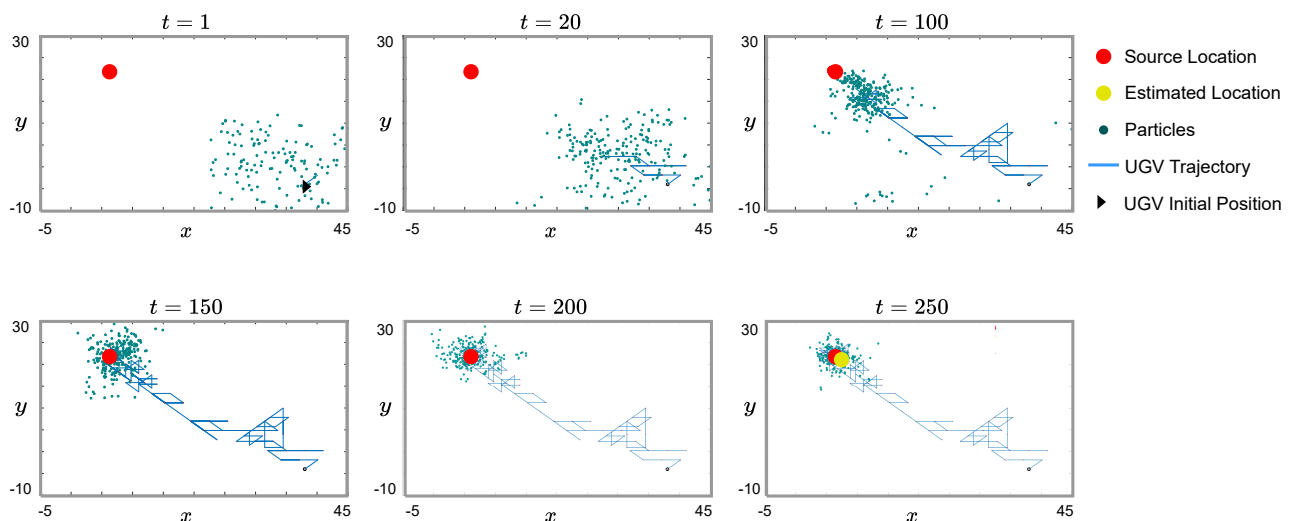 t = 1
30
y
-10
-5
x
45
t = 20
30
y
-10
-5
x
45
t = 100
30
y
-10
-5
x
45
Source Location
Estimated Location
Particles
UGV Trajectory
UGV Initial Position
t = 150
30
y
-10
-5
x
45
t = 200
30
y
-10
-5
x
45
t = 250
30
y
-10
-5
x
45